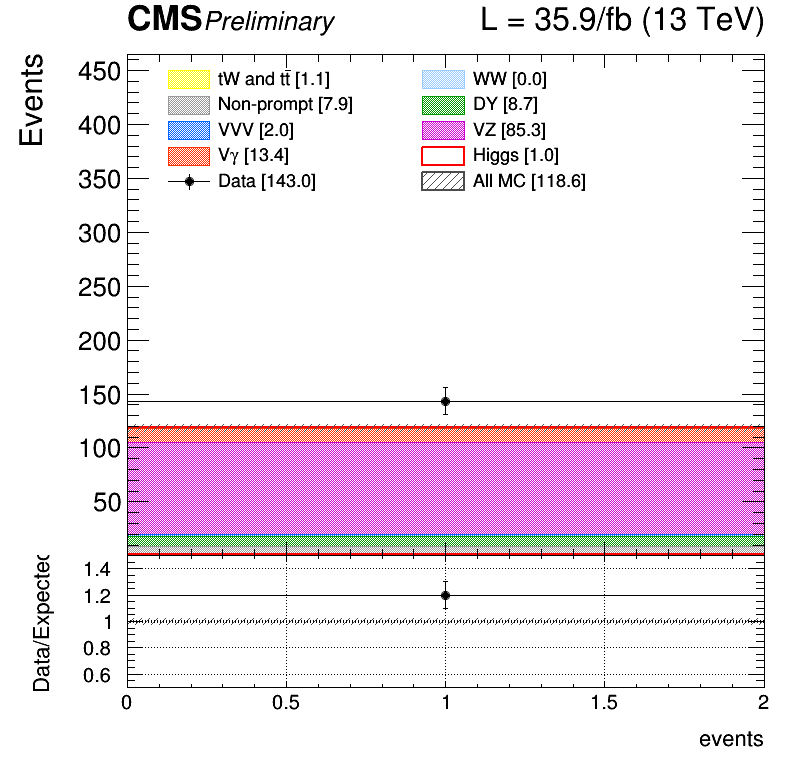 CMS Preliminary L = 35.9/fb (13 TeV)
Events
450
400
350
300
250
200
150
100
50
tW and tt̄ [1.1] WW [0.0]
Non-prompt [7.9] DY [8.7]
VVV [2.0] VZ [85.3]
Vγ [13.4] Higgs [1.0]
Data [143.0] All MC [118.6]
Data/Expected
1.4
1.2
1
0.8
0.6
0 0.5 1 1.5 2
events